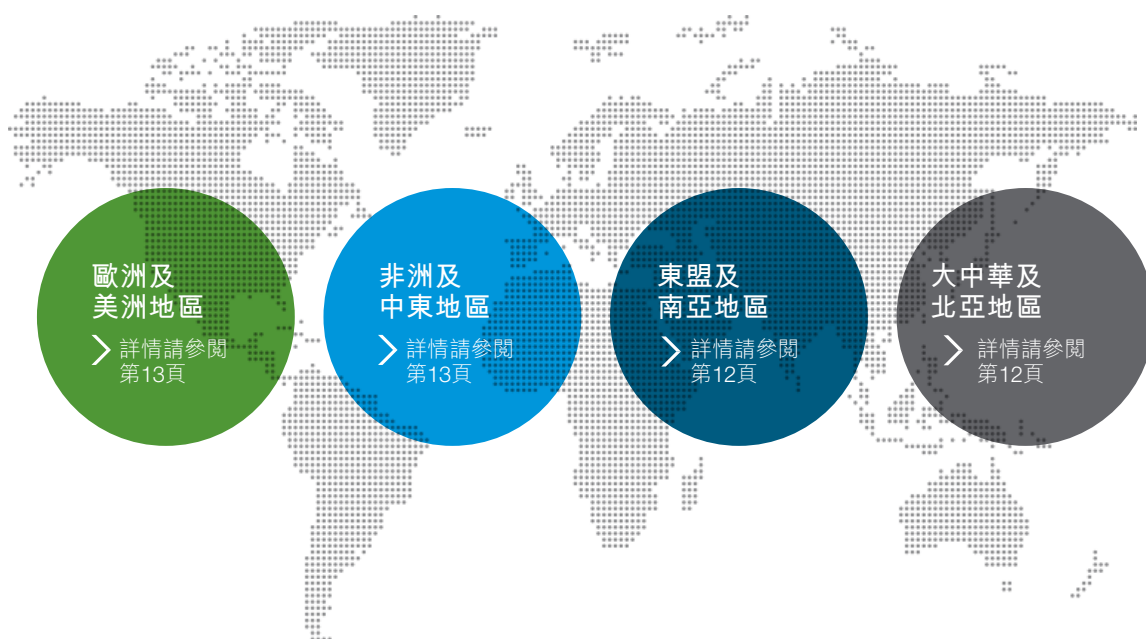 歐洲及
美洲地區
詳情請參閱
第13頁
非洲及
中東地區
詳情請參閱
第13頁
東盟及
南亞地區
詳情請參閱
第12頁
大中華及
北亞地區
詳情請參閱
第12頁